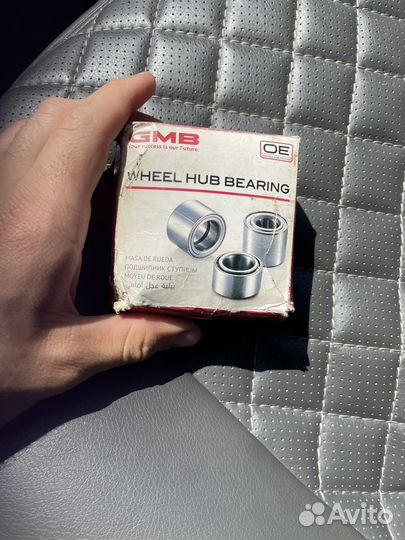 GMB
Your success is our future.
OE
WHEEL HUB BEARING
MASA DE RUEDA
ПОДШИПНИК СТУПИЦЫ
MOYEU DE ROUE
بيلية عجل أمامي
Avito